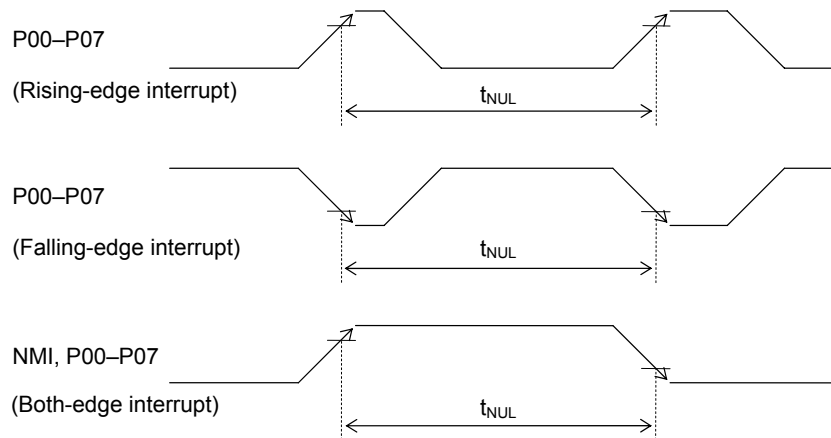 P00–P07
(Rising-edge interrupt)
tNUL
P00–P07
(Falling-edge interrupt)
tNUL
NMI, P00–P07
(Both-edge interrupt)
tNUL